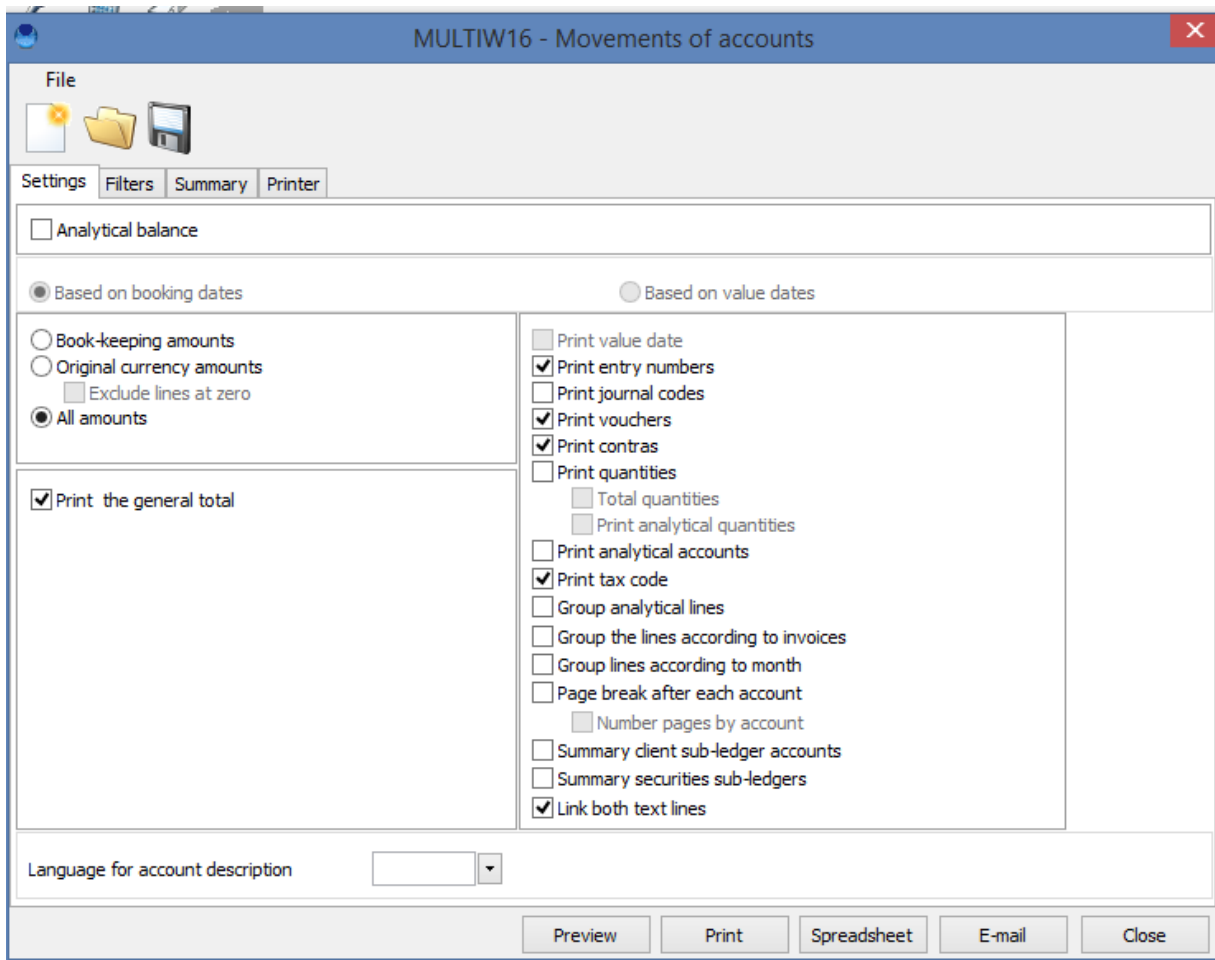 MULTIW16 - Movements of accounts
File
Settings Filters Summary Printer
Analytical balance
Based on booking dates Based on value dates
Book-keeping amounts
Original currency amounts
Exclude lines at zero
All amounts
Print the general total
Print value date
Print entry numbers
Print journal codes
Print vouchers
Print contras
Print quantities
Total quantities
Print analytical quantities
Print analytical accounts
Print tax code
Group analytical lines
Group the lines according to invoices
Group lines according to month
Page break after each account
Number pages by account
Summary client sub-ledger accounts
Summary securities sub-ledgers
Link both text lines
Language for account description
Preview Print Spreadsheet E-mail Close